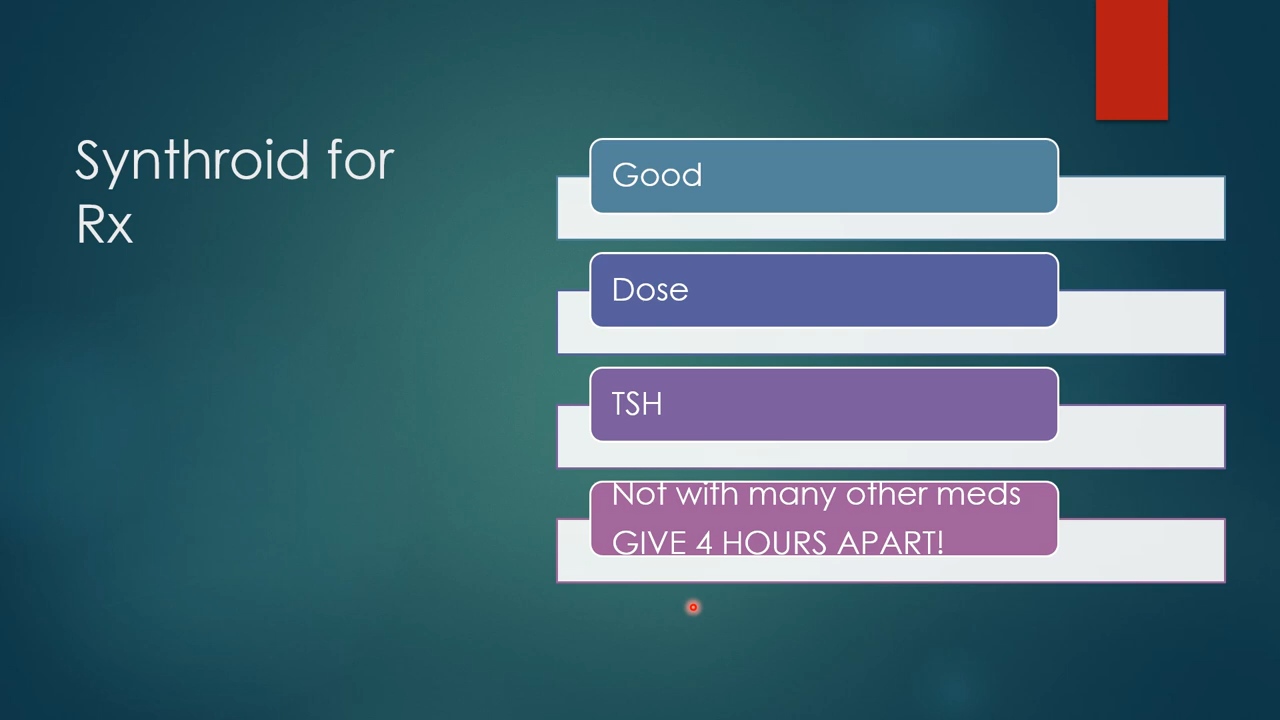 Synthroid for
Rx
Good
Dose
TSH
Not with many other meds
GIVE 4 HOURS APART!